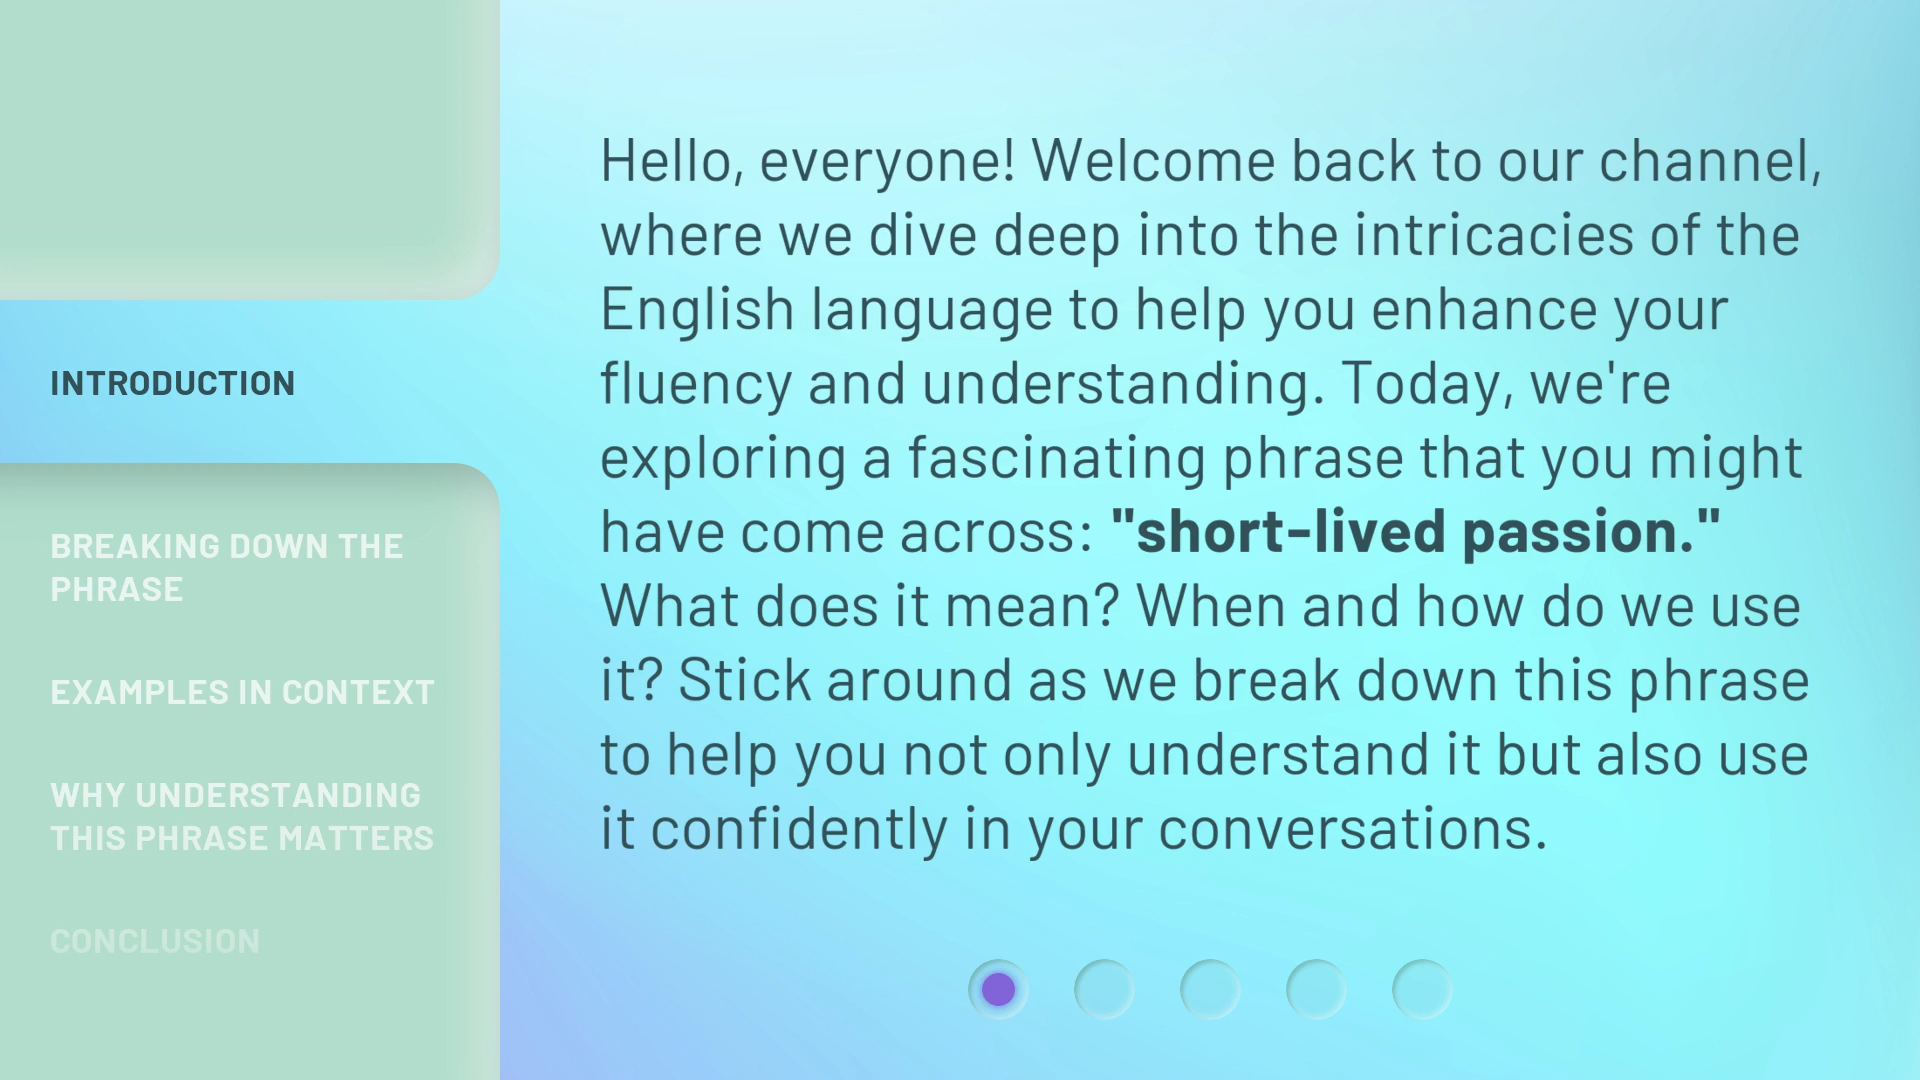 INTRODUCTION
BREAKING DOWN THE
PHRASE
EXAMPLES IN CONTEXT
WHY UNDERSTANDING
THIS PHRASE MATTERS
CONCLUSION
Hello, everyone! Welcome back to our channel,
where we dive deep into the intricacies of the
English language to help you enhance your
fluency and understanding. Today, we're
exploring a fascinating phrase that you might
have come across: "short-lived passion."
What does it mean? When and how do we use
it? Stick around as we break down this phrase
to help you not only understand it but also use
it confidently in your conversations.